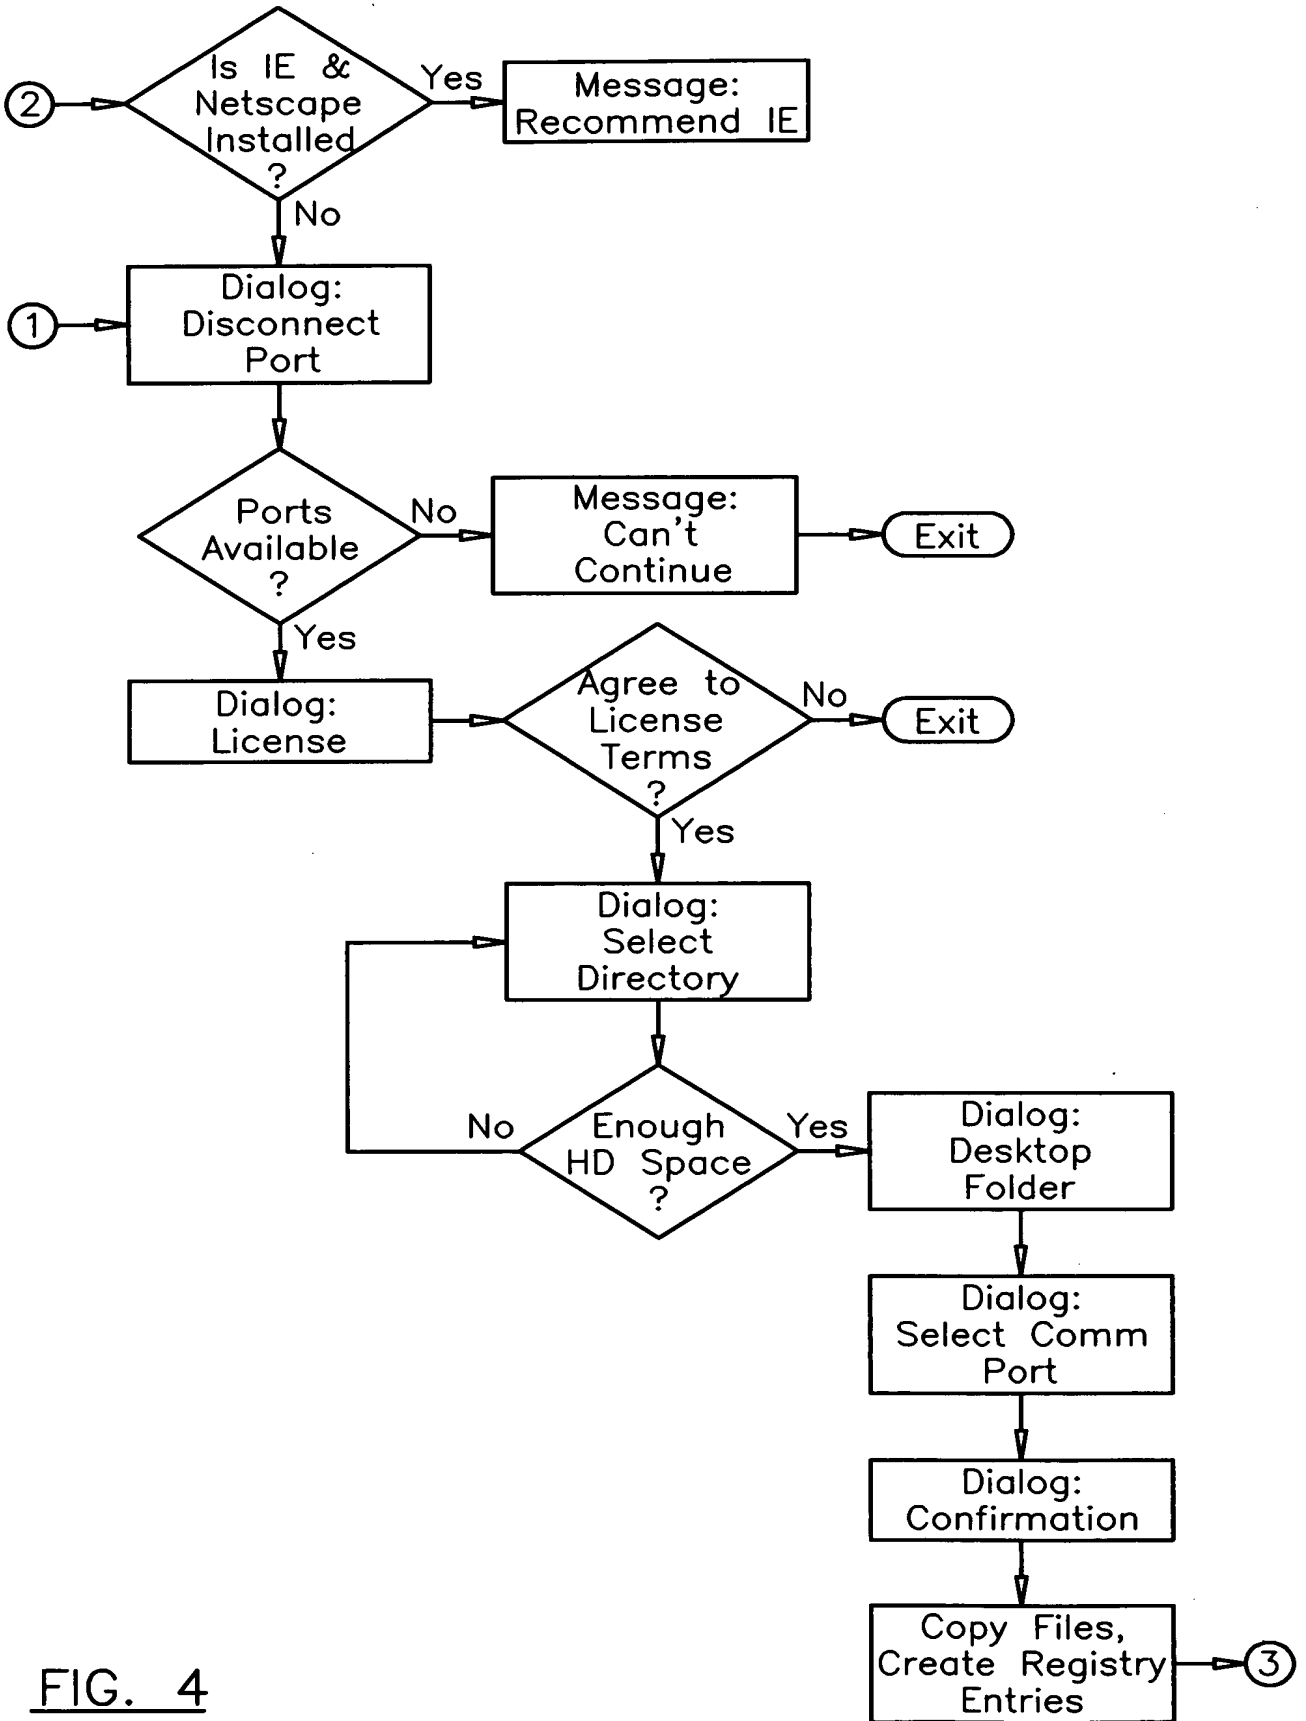 Is IE &
Netscape
Installed
?
Yes
Message:
Recommend IE
2
No
Dialog:
Disconnect
Port
1
Ports
Available
?
No
Message:
Can't
Continue
Exit
Yes
Dialog:
License
Agree to
License
Terms
?
No
Exit
Yes
Dialog:
Select
Directory
No
Enough
HD Space
?
Yes
Dialog:
Desktop
Folder
Dialog:
Select Comm
Port
Dialog:
Confirmation
Copy Files,
Create Registry
Entries
3
FIG. 4